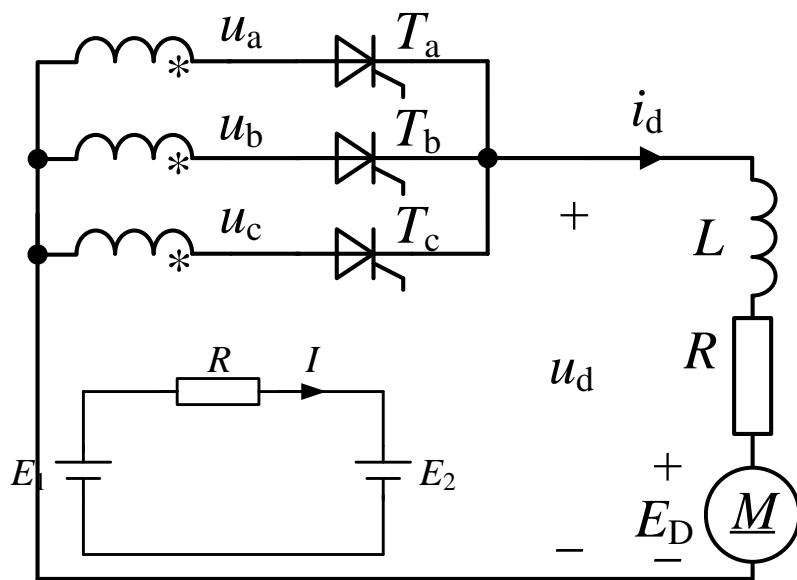 u_a T_a
u_b T_b
i_d
u_c T_c
+
L
R I
u_d
R
E_1 E_2
+
E_D M
− −